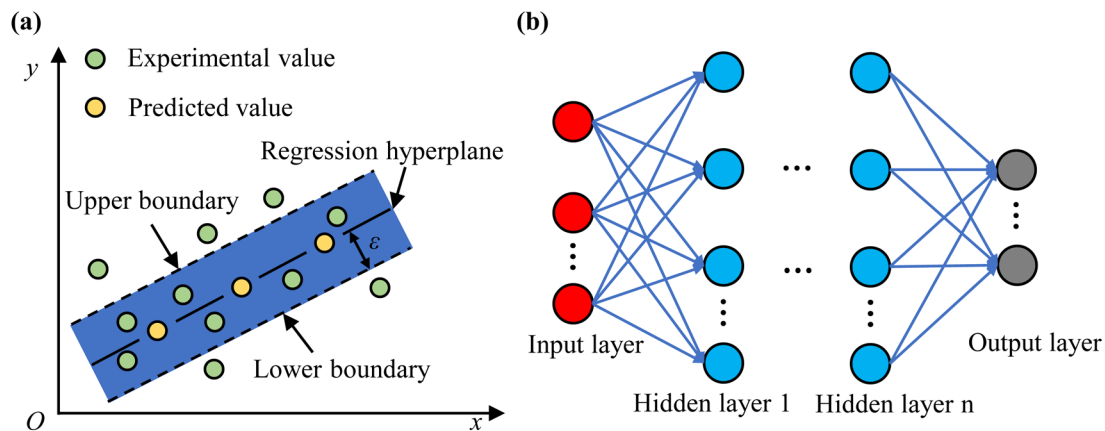 (a)
y
Experimental value
Predicted value
Regression hyperplane
Upper boundary
ε
Lower boundary
O
x
(b)
...
...
Input layer
Output layer
Hidden layer 1
Hidden layer n